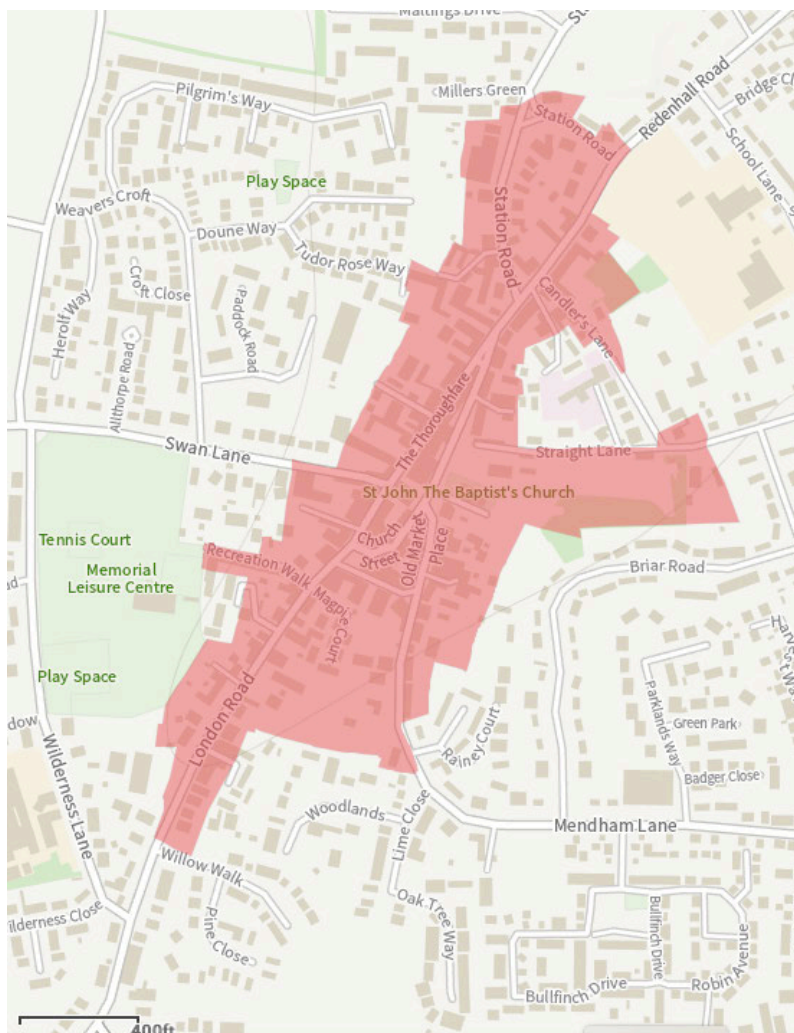 Maltings Drive
Pilgrim's Way
Millers Green
Station Road
Redenhall Road
School Lane
Play Space
Weavers Croft
Doune Way
Tudor Rose Way
Station Road
Croft Close
Paddock Road
Herolf Way
Candler's Lane
Allthorpe Road
The Thoroughfare
Swan Lane
Straight Lane
St John The Baptist's Church
Tennis Court
Church
Street
Old Market
Place
Memorial
Leisure Centre
Recreation Walk
Magpie Court
Briar Road
Play Space
London Road
Parklands Way
Green Park
Rainey Court
Badger Close
Wilderness Lane
Woodlands
Lime Close
Mendham Lane
Willow Walk
Oak Tree Way
Pine Close
Wilderness Close
Bullfinch Drive
Bullfinch Drive
Robin Avenue
400ft